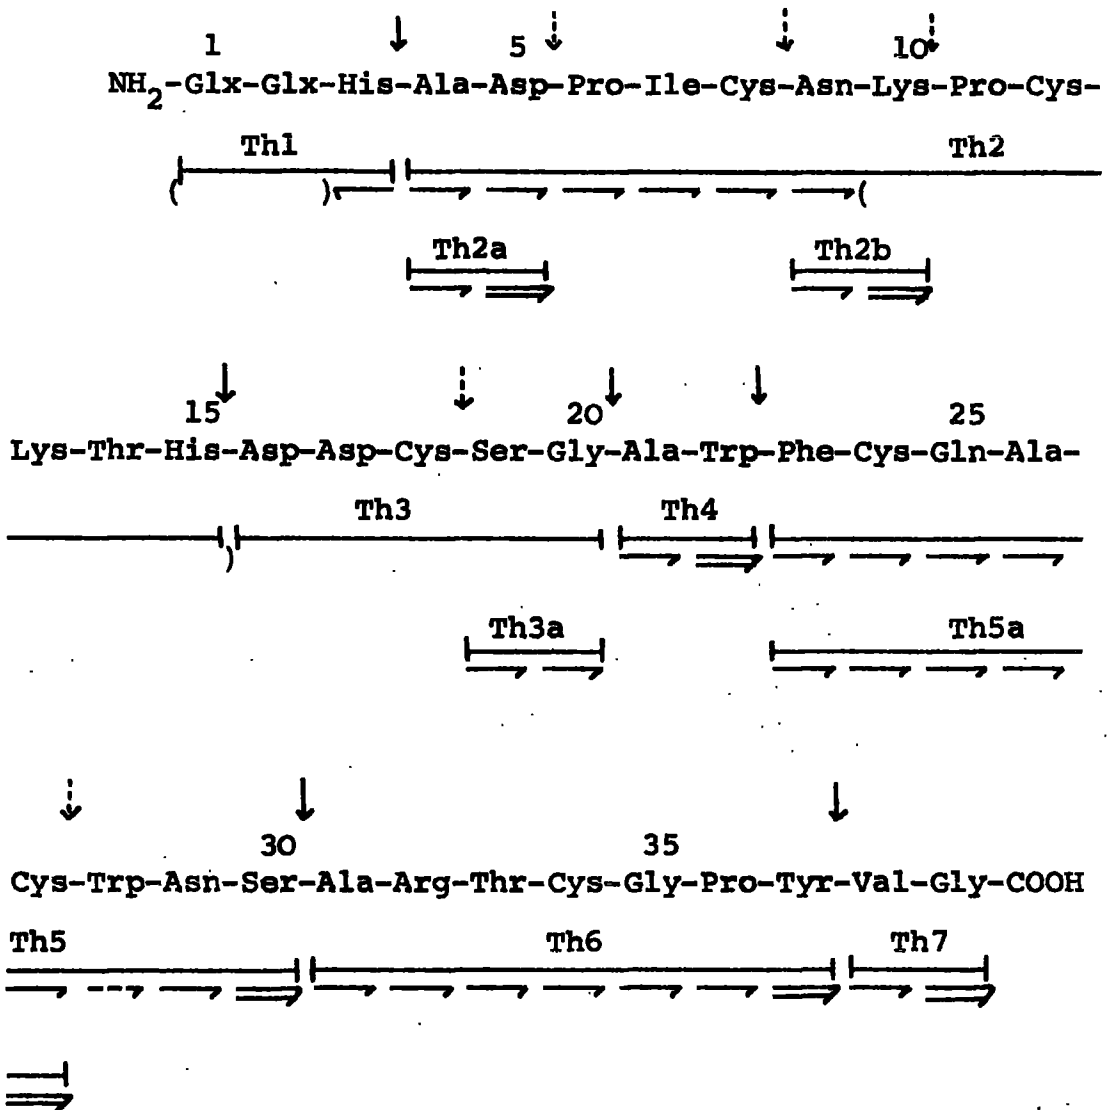 1 5 10
NH2-Glx-Glx-His-Ala-Asp-Pro-Ile-Cys-Asn-Lys-Pro-Cys-
Th1 Th2
( ) (
Th2a Th2b
15 20 25
Lys-Thr-His-Asp-Asp-Cys-Ser-Gly-Ala-Trp-Phe-Cys-Gln-Ala-
Th3 Th4
)
Th3a Th5a
30 35
Cys-Trp-Asn-Ser-Ala-Arg-Thr-Cys-Gly-Pro-Tyr-Val-Gly-COOH
Th5 Th6 Th7